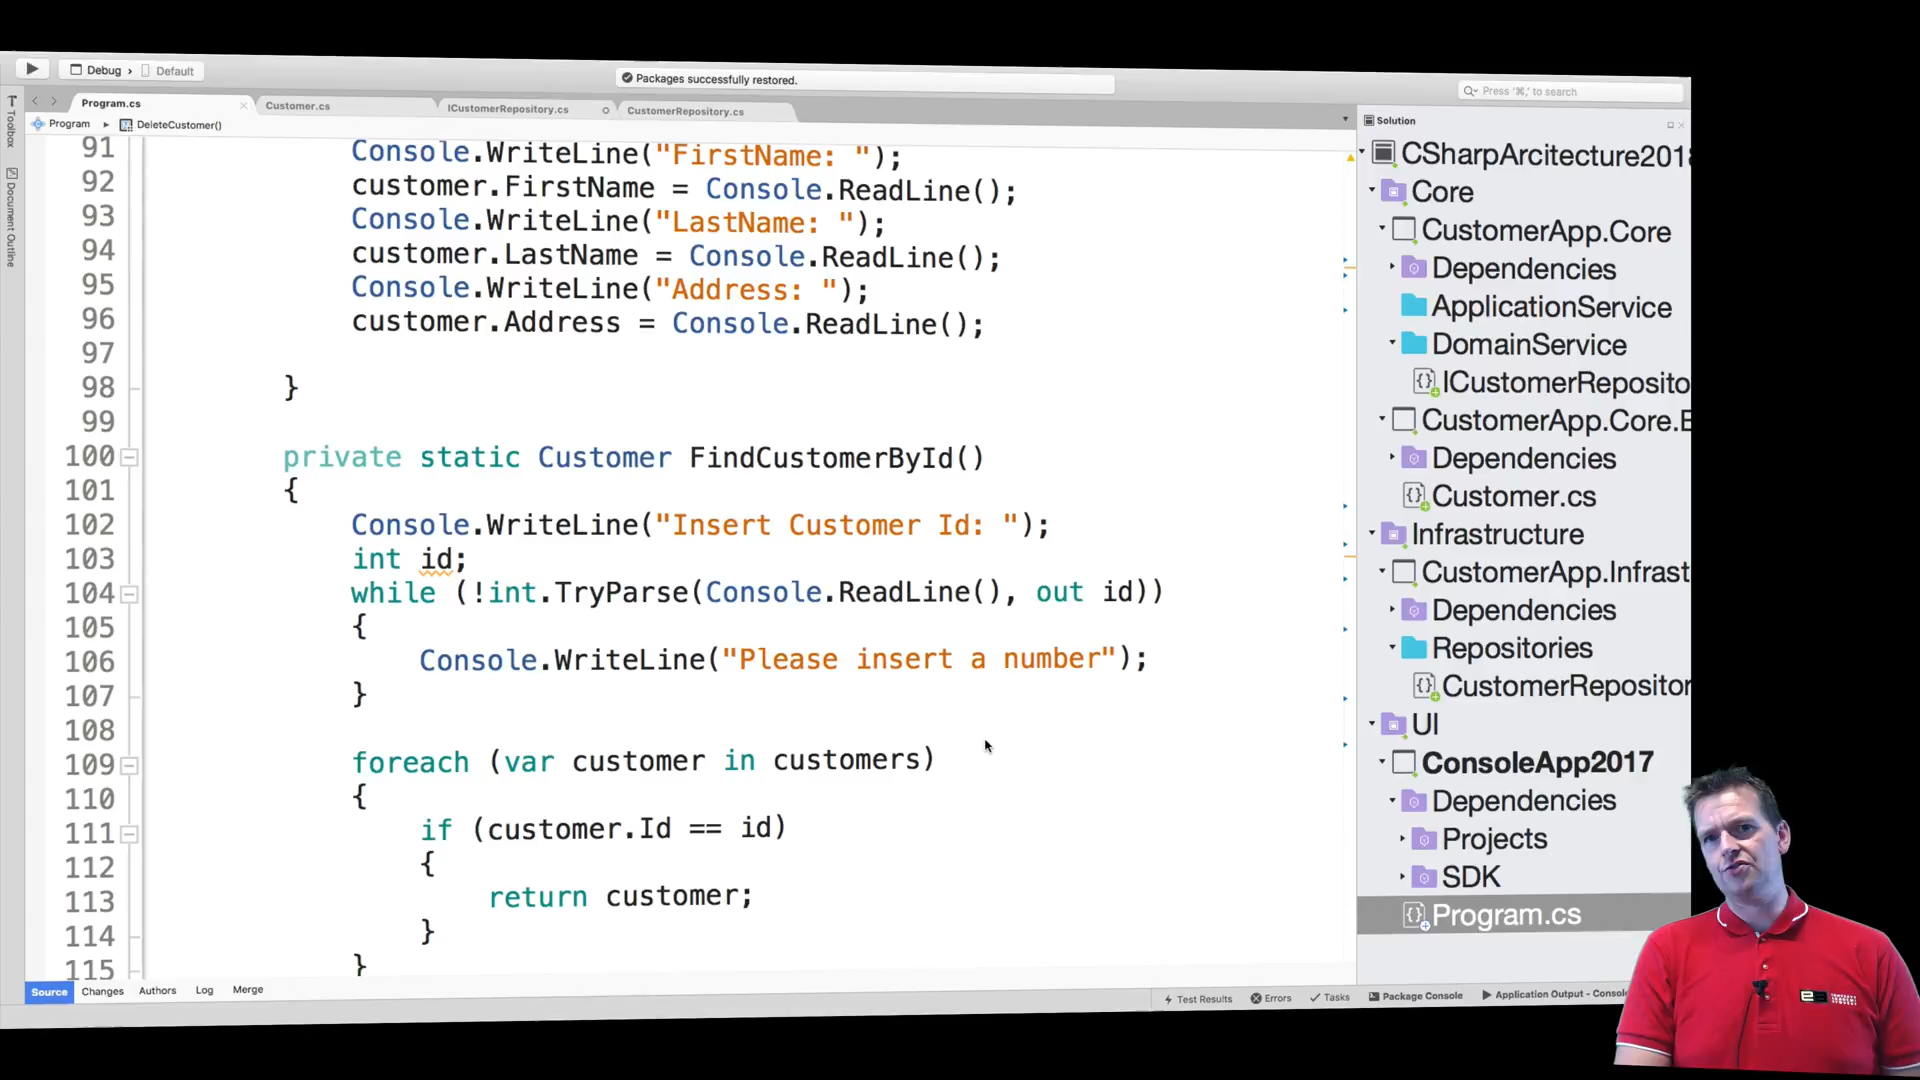 Debug › Default
Packages successfully restored.
Press '⌘,' to search
Program.cs
Customer.cs
ICustomerRepository.cs
CustomerRepository.cs
Program ▸ DeleteCustomer()
Toolbox
Document Outline
91 Console.WriteLine("FirstName: ");
92 customer.FirstName = Console.ReadLine();
93 Console.WriteLine("LastName: ");
94 customer.LastName = Console.ReadLine();
95 Console.WriteLine("Address: ");
96 customer.Address = Console.ReadLine();
97
98 }
99
100 private static Customer FindCustomerById()
101 {
102 Console.WriteLine("Insert Customer Id: ");
103 int id;
104 while (!int.TryParse(Console.ReadLine(), out id))
105 {
106 Console.WriteLine("Please insert a number");
107 }
108
109 foreach (var customer in customers)
110 {
111 if (customer.Id == id)
112 {
113 return customer;
114 }
115 }
Solution
CSharpArcitecture201
Core
CustomerApp.Core
Dependencies
ApplicationService
DomainService
ICustomerReposito
CustomerApp.Core.E
Dependencies
Customer.cs
Infrastructure
CustomerApp.Infrast
Dependencies
Repositories
CustomerRepositor
UI
ConsoleApp2017
Dependencies
Projects
SDK
Program.cs
Source Changes Authors Log Merge
Test Results Errors Tasks Package Console Application Output - Consol